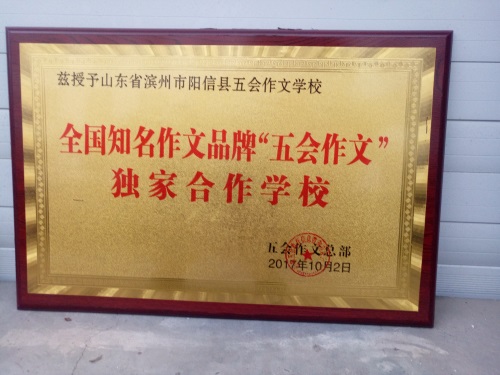 兹授予山东省滨州市阳信县五会作文学校
全国知名作文品牌“五会作文”
独家合作学校
五会作文总部
2017年10月2日